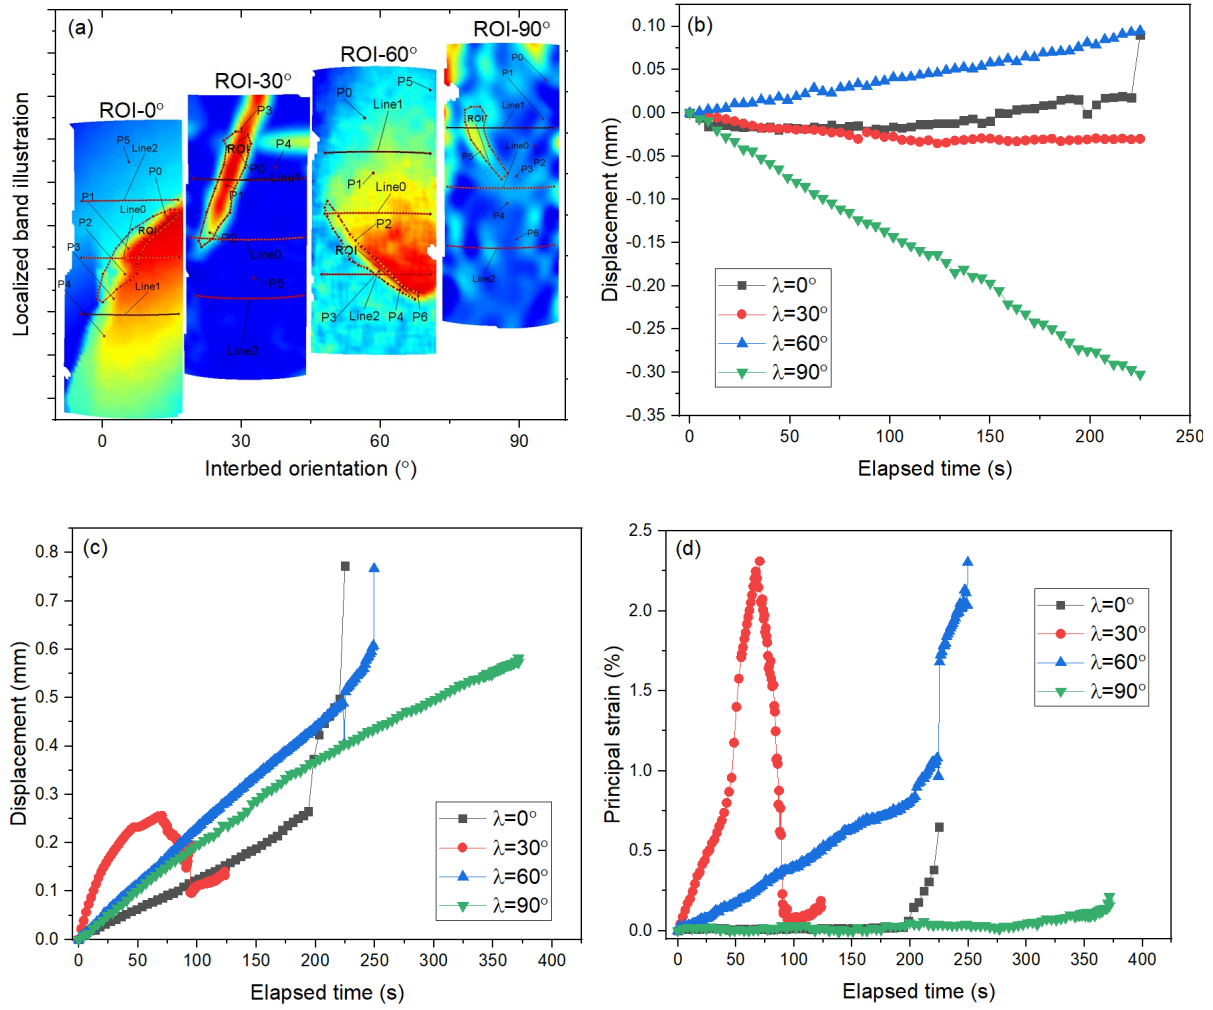 (a)
ROI-0°
ROI-30°
ROI-60°
ROI-90°
P5
Line2
P1
P0
Line0
P2
ROI
P3
P4
Line1
P3
ROI
P4
P0
P1
Line0
P5
Line2
P0
P5
Line1
P1
Line0
P2
ROI
P3
Line2
P4
P6
P0
P1
Line1
ROI
Line0
P2
P5
P3
P4
P6
Line2
Localized band illustration
0
30
60
90
Interbed orientation (°)
(b)
0.10
0.05
0.00
-0.05
-0.10
-0.15
-0.20
-0.25
-0.30
-0.35
Displacement (mm)
λ=0°
λ=30°
λ=60°
λ=90°
0
50
100
150
200
250
Elapsed time (s)
(c)
0.8
0.7
0.6
0.5
0.4
0.3
0.2
0.1
0.0
Displacement (mm)
λ=0°
λ=30°
λ=60°
λ=90°
0
50
100
150
200
250
300
350
400
Elapsed time (s)
(d)
2.5
2.0
1.5
1.0
0.5
0.0
Principal strain (%)
λ=0°
λ=30°
λ=60°
λ=90°
0
50
100
150
200
250
300
350
400
Elapsed time (s)